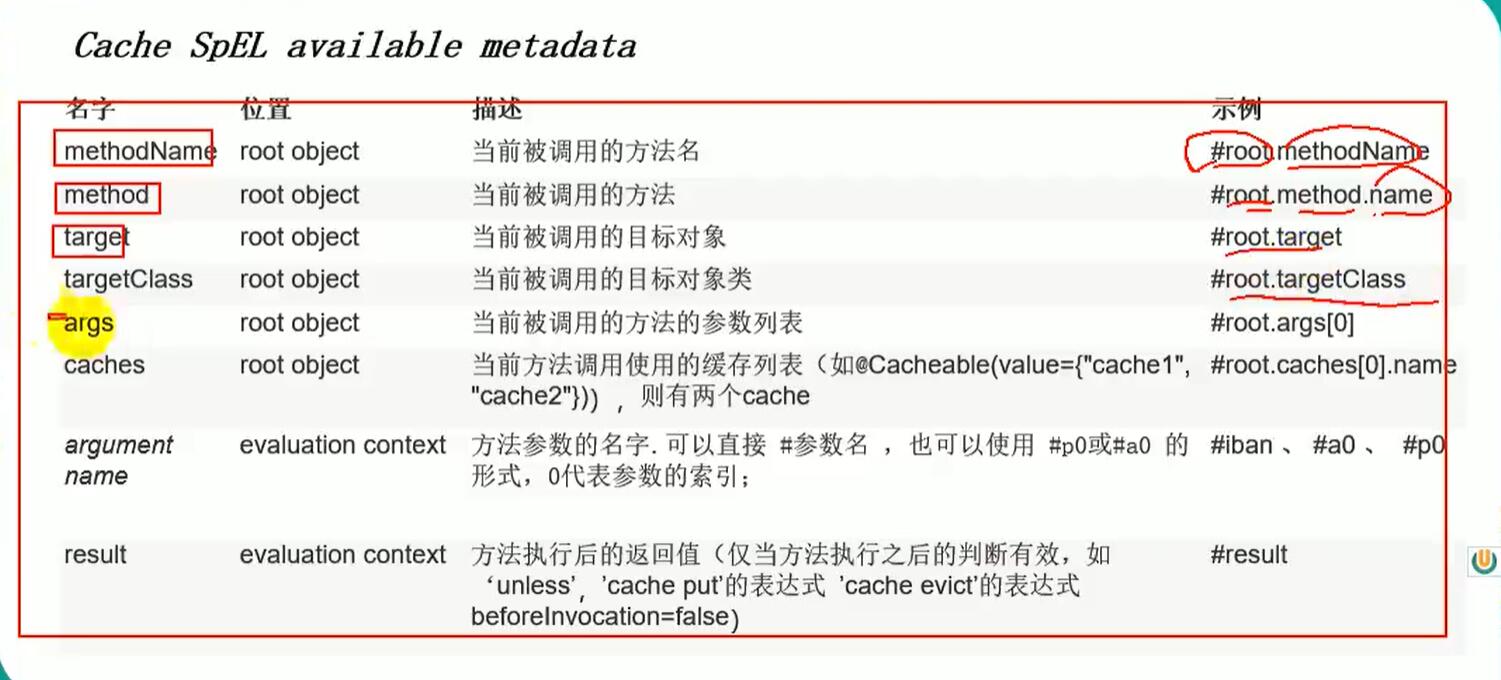 Cache SpEL available metadata
名字 位置 描述 示例
methodName root object 当前被调用的方法名 #root.methodName
method root object 当前被调用的方法 #root.method.name
target root object 当前被调用的目标对象 #root.target
targetClass root object 当前被调用的目标对象类 #root.targetClass
args root object 当前被调用的方法的参数列表 #root.args[0]
caches root object 当前方法调用使用的缓存列表（如@Cacheable(value={"cache1", #root.caches[0].name
"cache2"})），则有两个cache
argument evaluation context 方法参数的名字. 可以直接 #参数名 ，也可以使用 #p0或#a0 的 #iban 、 #a0 、 #p0
name 形式，0代表参数的索引；
result evaluation context 方法执行后的返回值（仅当方法执行之后的判断有效，如 #result
‘unless’，'cache put'的表达式 'cache evict'的表达式
beforeInvocation=false）